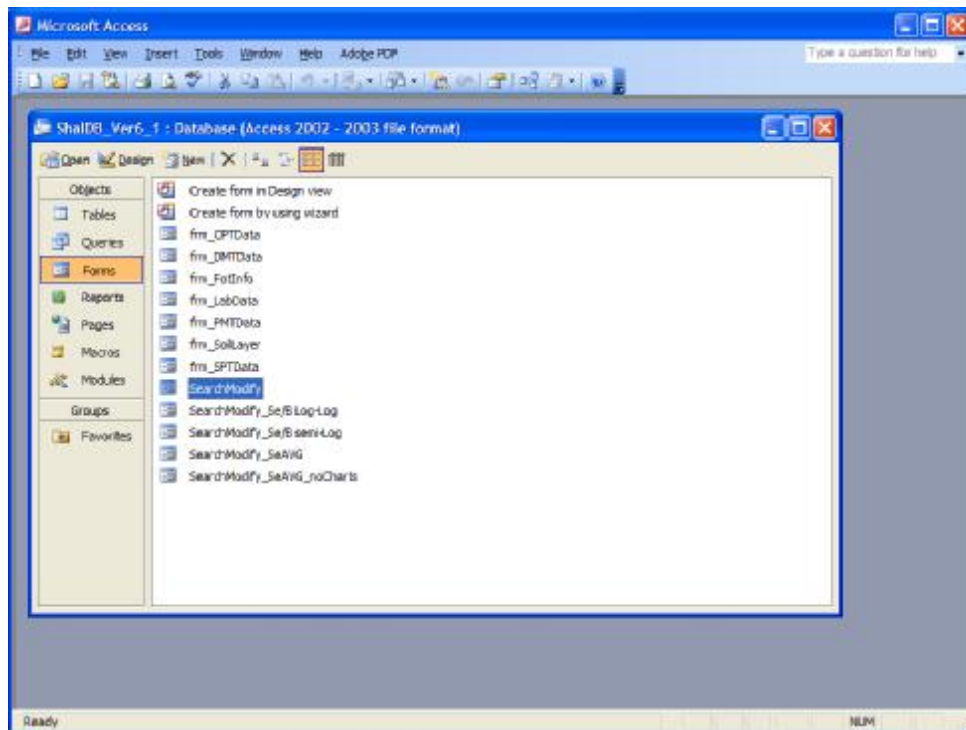 Microsoft Access
File Edit View Insert Tools Window Help Adobe PDF
Type a question for help
ShalDB_Ver6_1 : Database (Access 2002 - 2003 file format)
Open Design New
Objects
Tables
Queries
Forms
Reports
Pages
Macros
Modules
Groups
Favorites
Create form in Design view
Create form by using wizard
frm_CPTData
frm_DMTData
frm_FotInfo
frm_LabData
frm_PMTData
frm_SoilLayer
frm_SPTData
SearchModify
SearchModify_Se/B Log-Log
SearchModify_Se/B semi-Log
SearchModify_SeAVG
SearchModify_SeAVG_noCharts
Ready
NUM